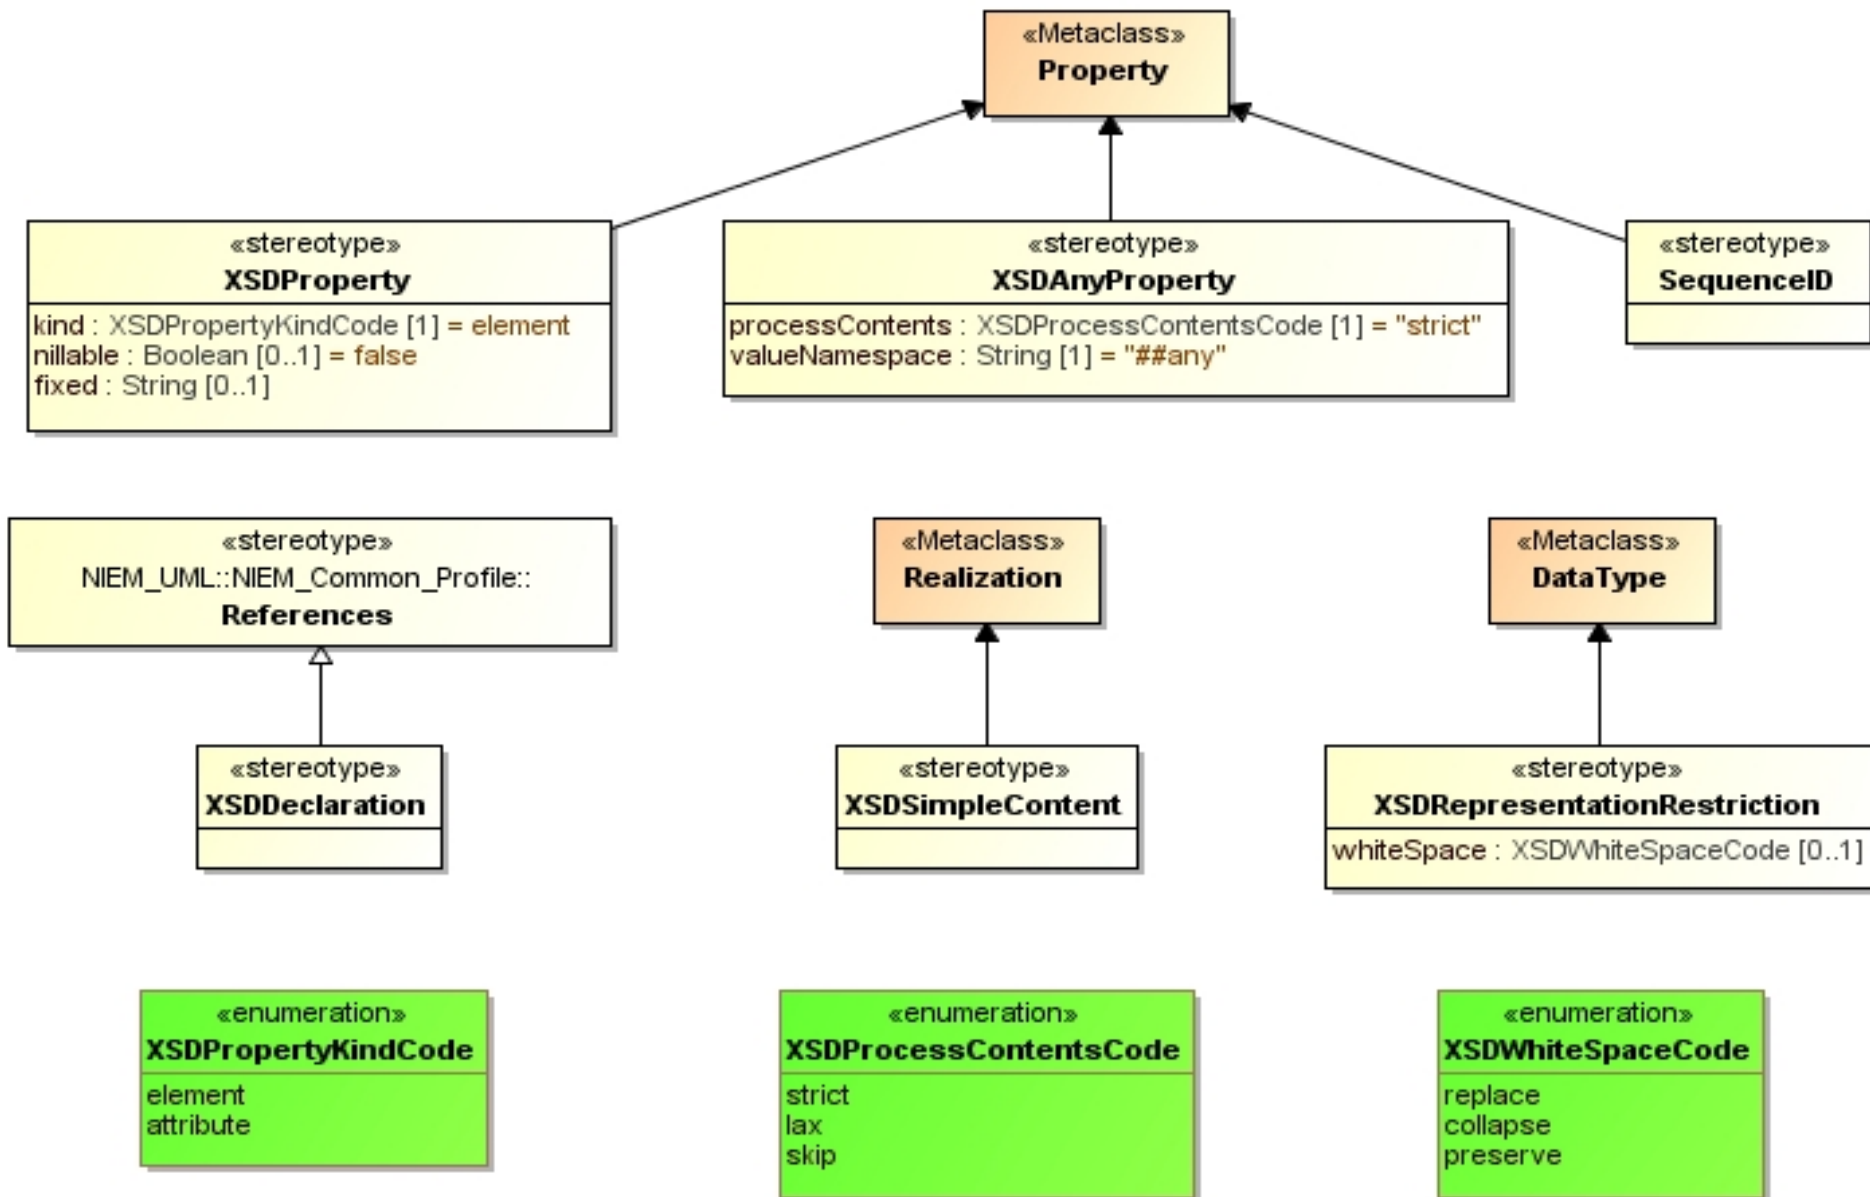 «Metaclass»
Property
«stereotype»
XSDProperty
kind : XSDPropertyKindCode [1] = element
nillable : Boolean [0..1] = false
fixed : String [0..1]
«stereotype»
XSDAnyProperty
processContents : XSDProcessContentsCode [1] = "strict"
valueNamespace : String [1] = "##any"
«stereotype»
SequenceID
«stereotype»
NIEM_UML::NIEM_Common_Profile::
References
«Metaclass»
Realization
«Metaclass»
DataType
«stereotype»
XSDDeclaration
«stereotype»
XSDSimpleContent
«stereotype»
XSDRepresentationRestriction
whiteSpace : XSDWhiteSpaceCode [0..1]
«enumeration»
XSDPropertyKindCode
element
attribute
«enumeration»
XSDProcessContentsCode
strict
lax
skip
«enumeration»
XSDWhiteSpaceCode
replace
collapse
preserve